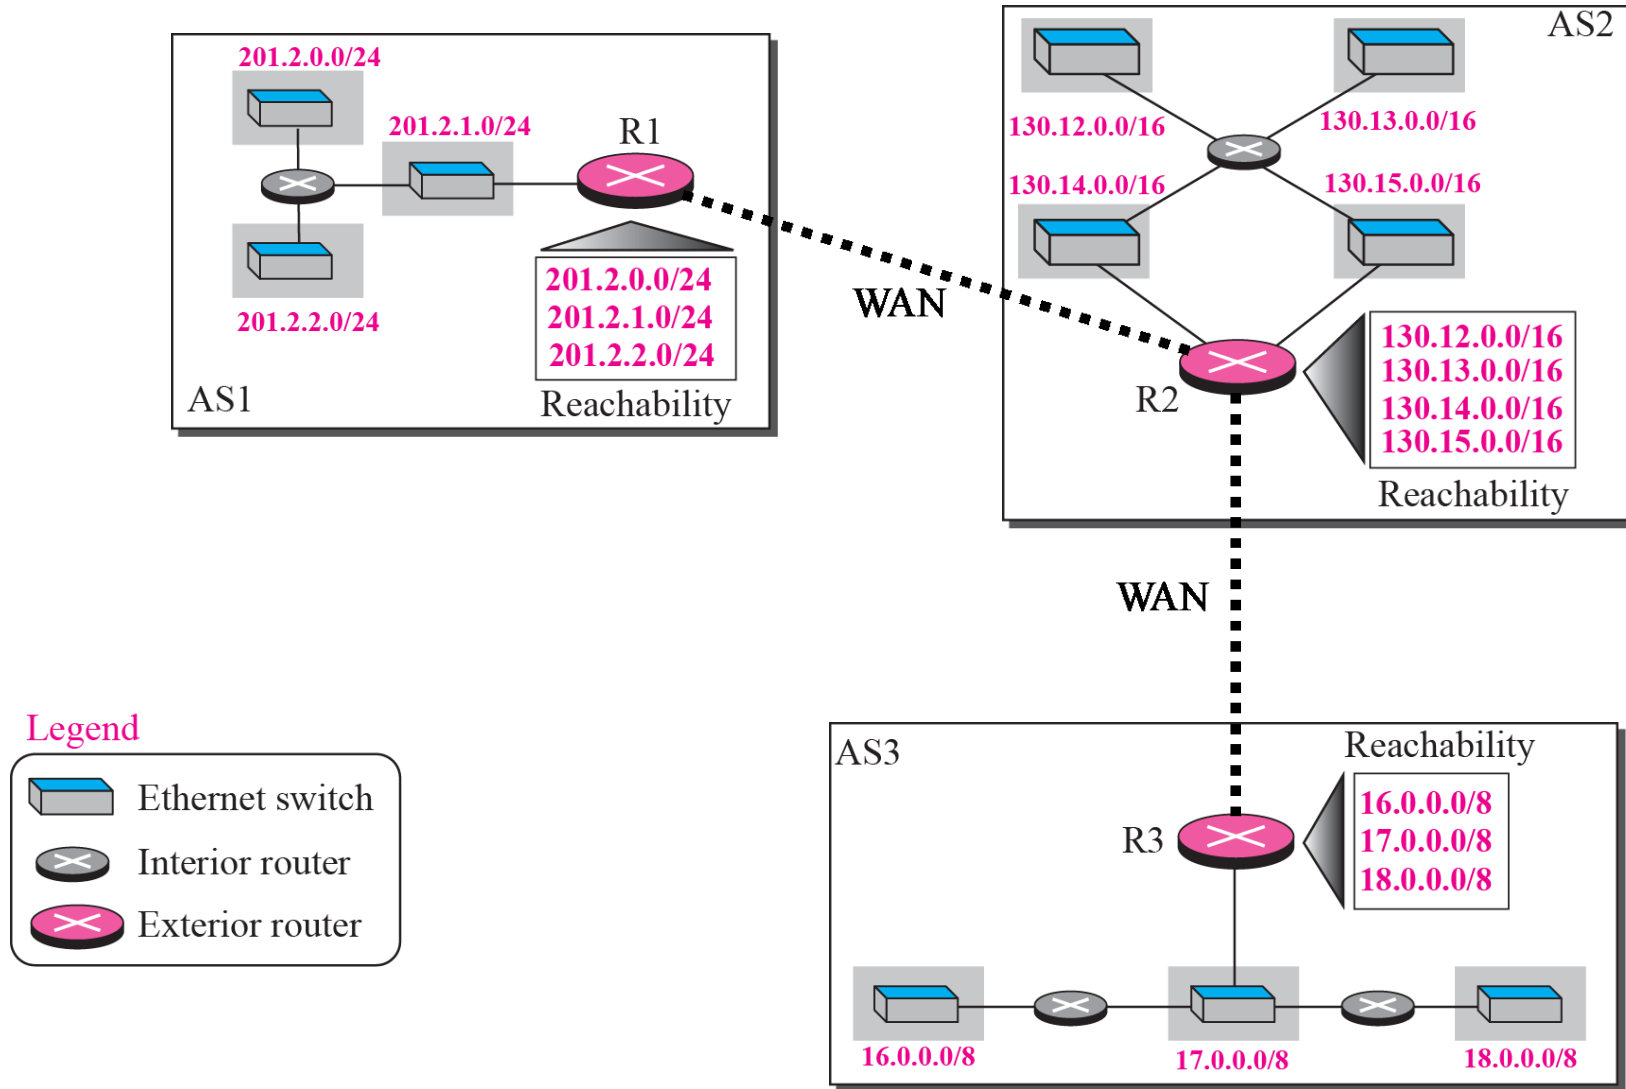 201.2.0.0/24
201.2.1.0/24
R1
201.2.2.0/24
201.2.0.0/24
201.2.1.0/24
201.2.2.0/24
AS1
Reachability
WAN
AS2
130.12.0.0/16
130.13.0.0/16
130.14.0.0/16
130.15.0.0/16
R2
130.12.0.0/16
130.13.0.0/16
130.14.0.0/16
130.15.0.0/16
Reachability
WAN
Legend
Ethernet switch
Interior router
Exterior router
AS3
Reachability
R3
16.0.0.0/8
17.0.0.0/8
18.0.0.0/8
16.0.0.0/8
17.0.0.0/8
18.0.0.0/8